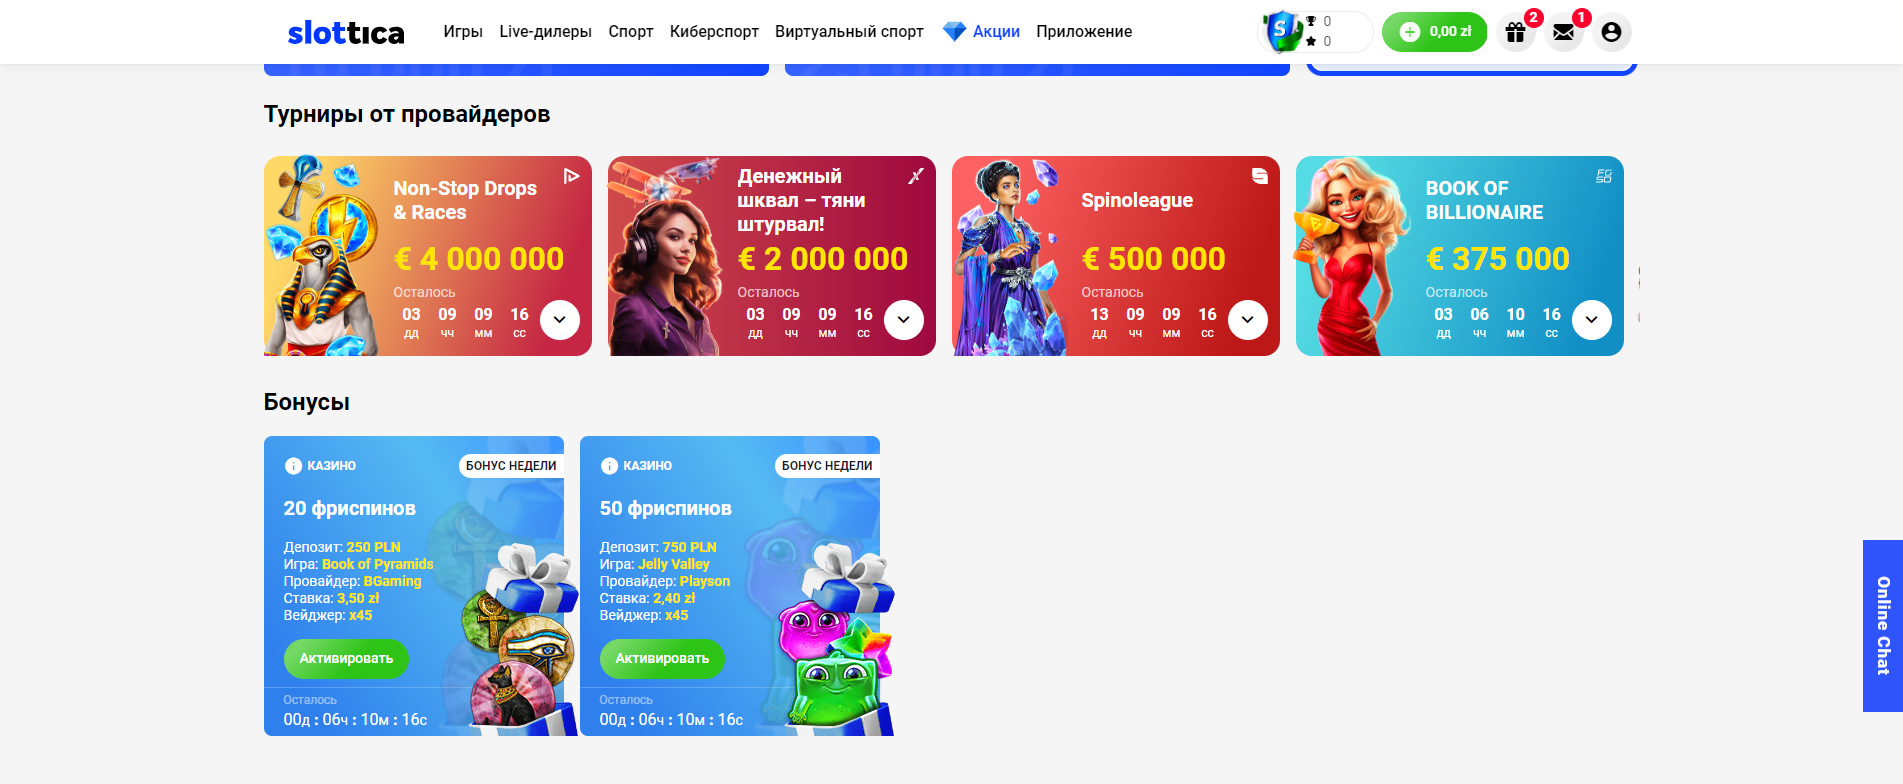 slottica
Игры Live-дилеры Спорт Киберспорт Виртуальный спорт Акции Приложение
0
0
0,00 zł
2
1
Турниры от провайдеров
Non-Stop Drops
& Races
€ 4 000 000
Осталось
03 09 09 16
дд чч мм сс
Денежный
шквал – тяни
штурвал!
€ 2 000 000
Осталось
03 09 09 16
дд чч мм сс
Spinoleague
€ 500 000
Осталось
13 09 09 16
дд чч мм сс
BOOK OF
BILLIONAIRE
€ 375 000
Осталось
03 06 10 16
дд чч мм сс
Бонусы
КАЗИНО
БОНУС НЕДЕЛИ
20 фриспинов
Депозит: 250 PLN
Игра: Book of Pyramids
Провайдер: BGaming
Ставка: 3,50 zł
Вейджер: x45
Активировать
Осталось
00д : 06ч : 10м : 16с
КАЗИНО
БОНУС НЕДЕЛИ
50 фриспинов
Депозит: 750 PLN
Игра: Jelly Valley
Провайдер: Playson
Ставка: 2,40 zł
Вейджер: x45
Активировать
Осталось
00д : 06ч : 10м : 16с
Online Chat